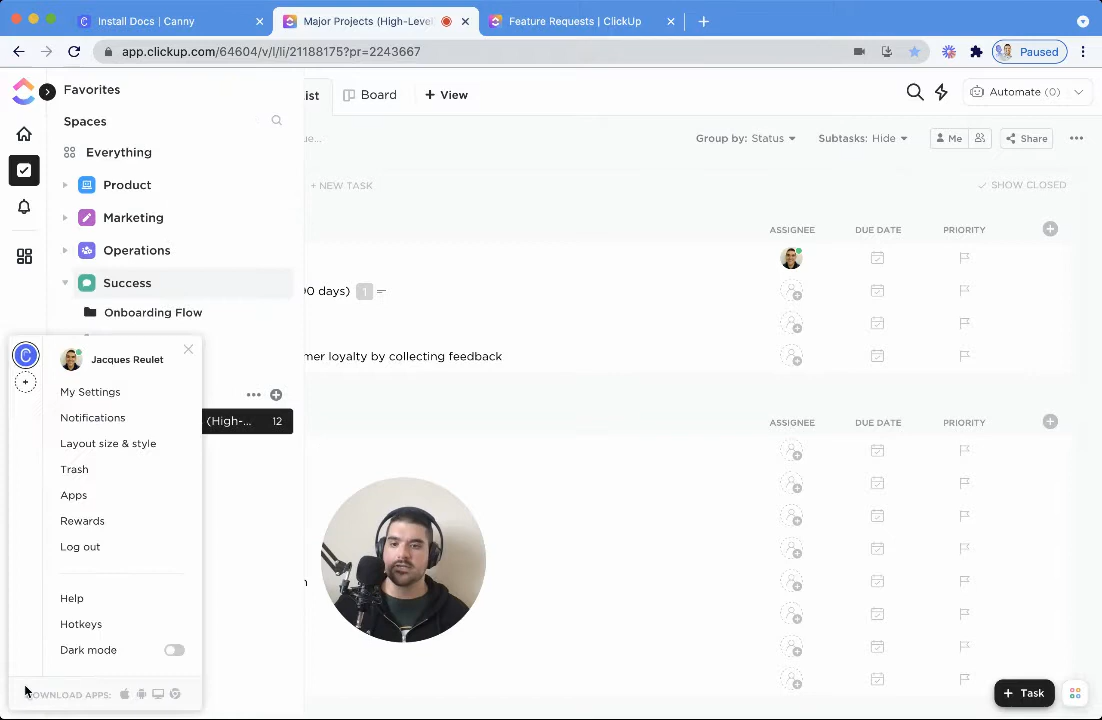 Install Docs | Canny
Major Projects (High-Level
Feature Requests | ClickUp
app.clickup.com/64604/v/l/li/21188175?pr=2243667
Paused
Favorites
Spaces
Everything
Product
Marketing
Operations
Success
Onboarding Flow
(High-... 12
ist
Board
+ View
Automate (0)
ue...
Group by: Status
Subtasks: Hide
Me
Share
+ NEW TASK
SHOW CLOSED
ASSIGNEE DUE DATE PRIORITY
0 days) 1
mer loyalty by collecting feedback
ASSIGNEE DUE DATE PRIORITY
C
Jacques Reulet
My Settings
Notifications
Layout size & style
Trash
Apps
Rewards
Log out
Help
Hotkeys
Dark mode
DOWNLOAD APPS:
+ Task